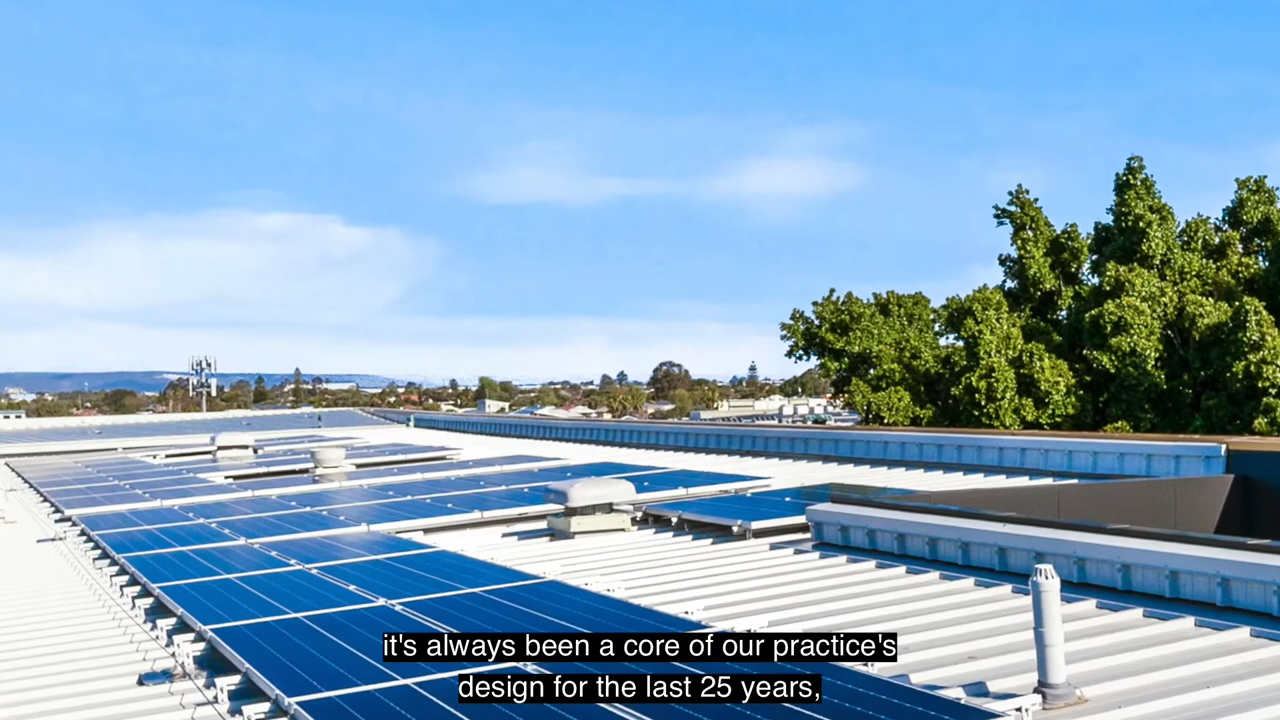 it's always been a core of our practice's
design for the last 25 years,